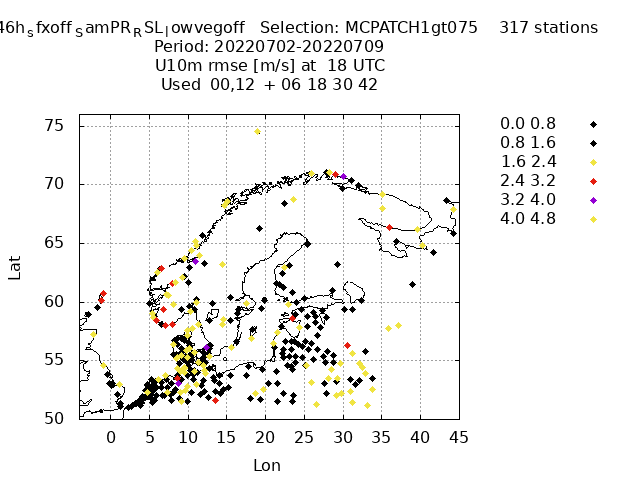 46h_sfxoff_SamPR_RSL_lowvegoff Selection: MCPATCH1gt075 317 stations
Period: 20220702-20220709
U10m rmse [m/s] at 18 UTC
Used 00,12 + 06 18 30 42
75
70
65
60
55
50
0 5 10 15 20 25 30 35 40 45
Lat
Lon
0.0 0.8
0.8 1.6
1.6 2.4
2.4 3.2
3.2 4.0
4.0 4.8